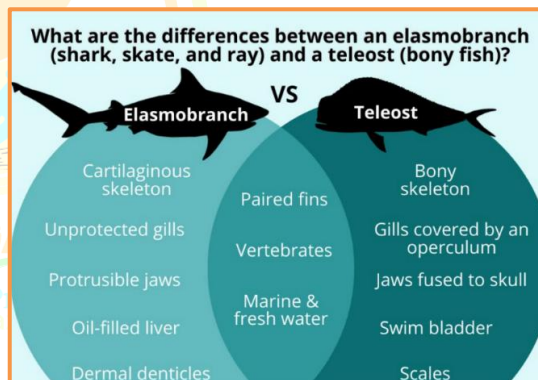 What are the differences between an elasmobranch
(shark, skate, and ray) and a teleost (bony fish)?
VS
Elasmobranch
Teleost
Cartilaginous
skeleton
Unprotected gills
Protrusible jaws
Oil-filled liver
Dermal denticles
Paired fins
Vertebrates
Marine &
fresh water
Bony
skeleton
Gills covered by an
operculum
Jaws fused to skull
Swim bladder
Scales